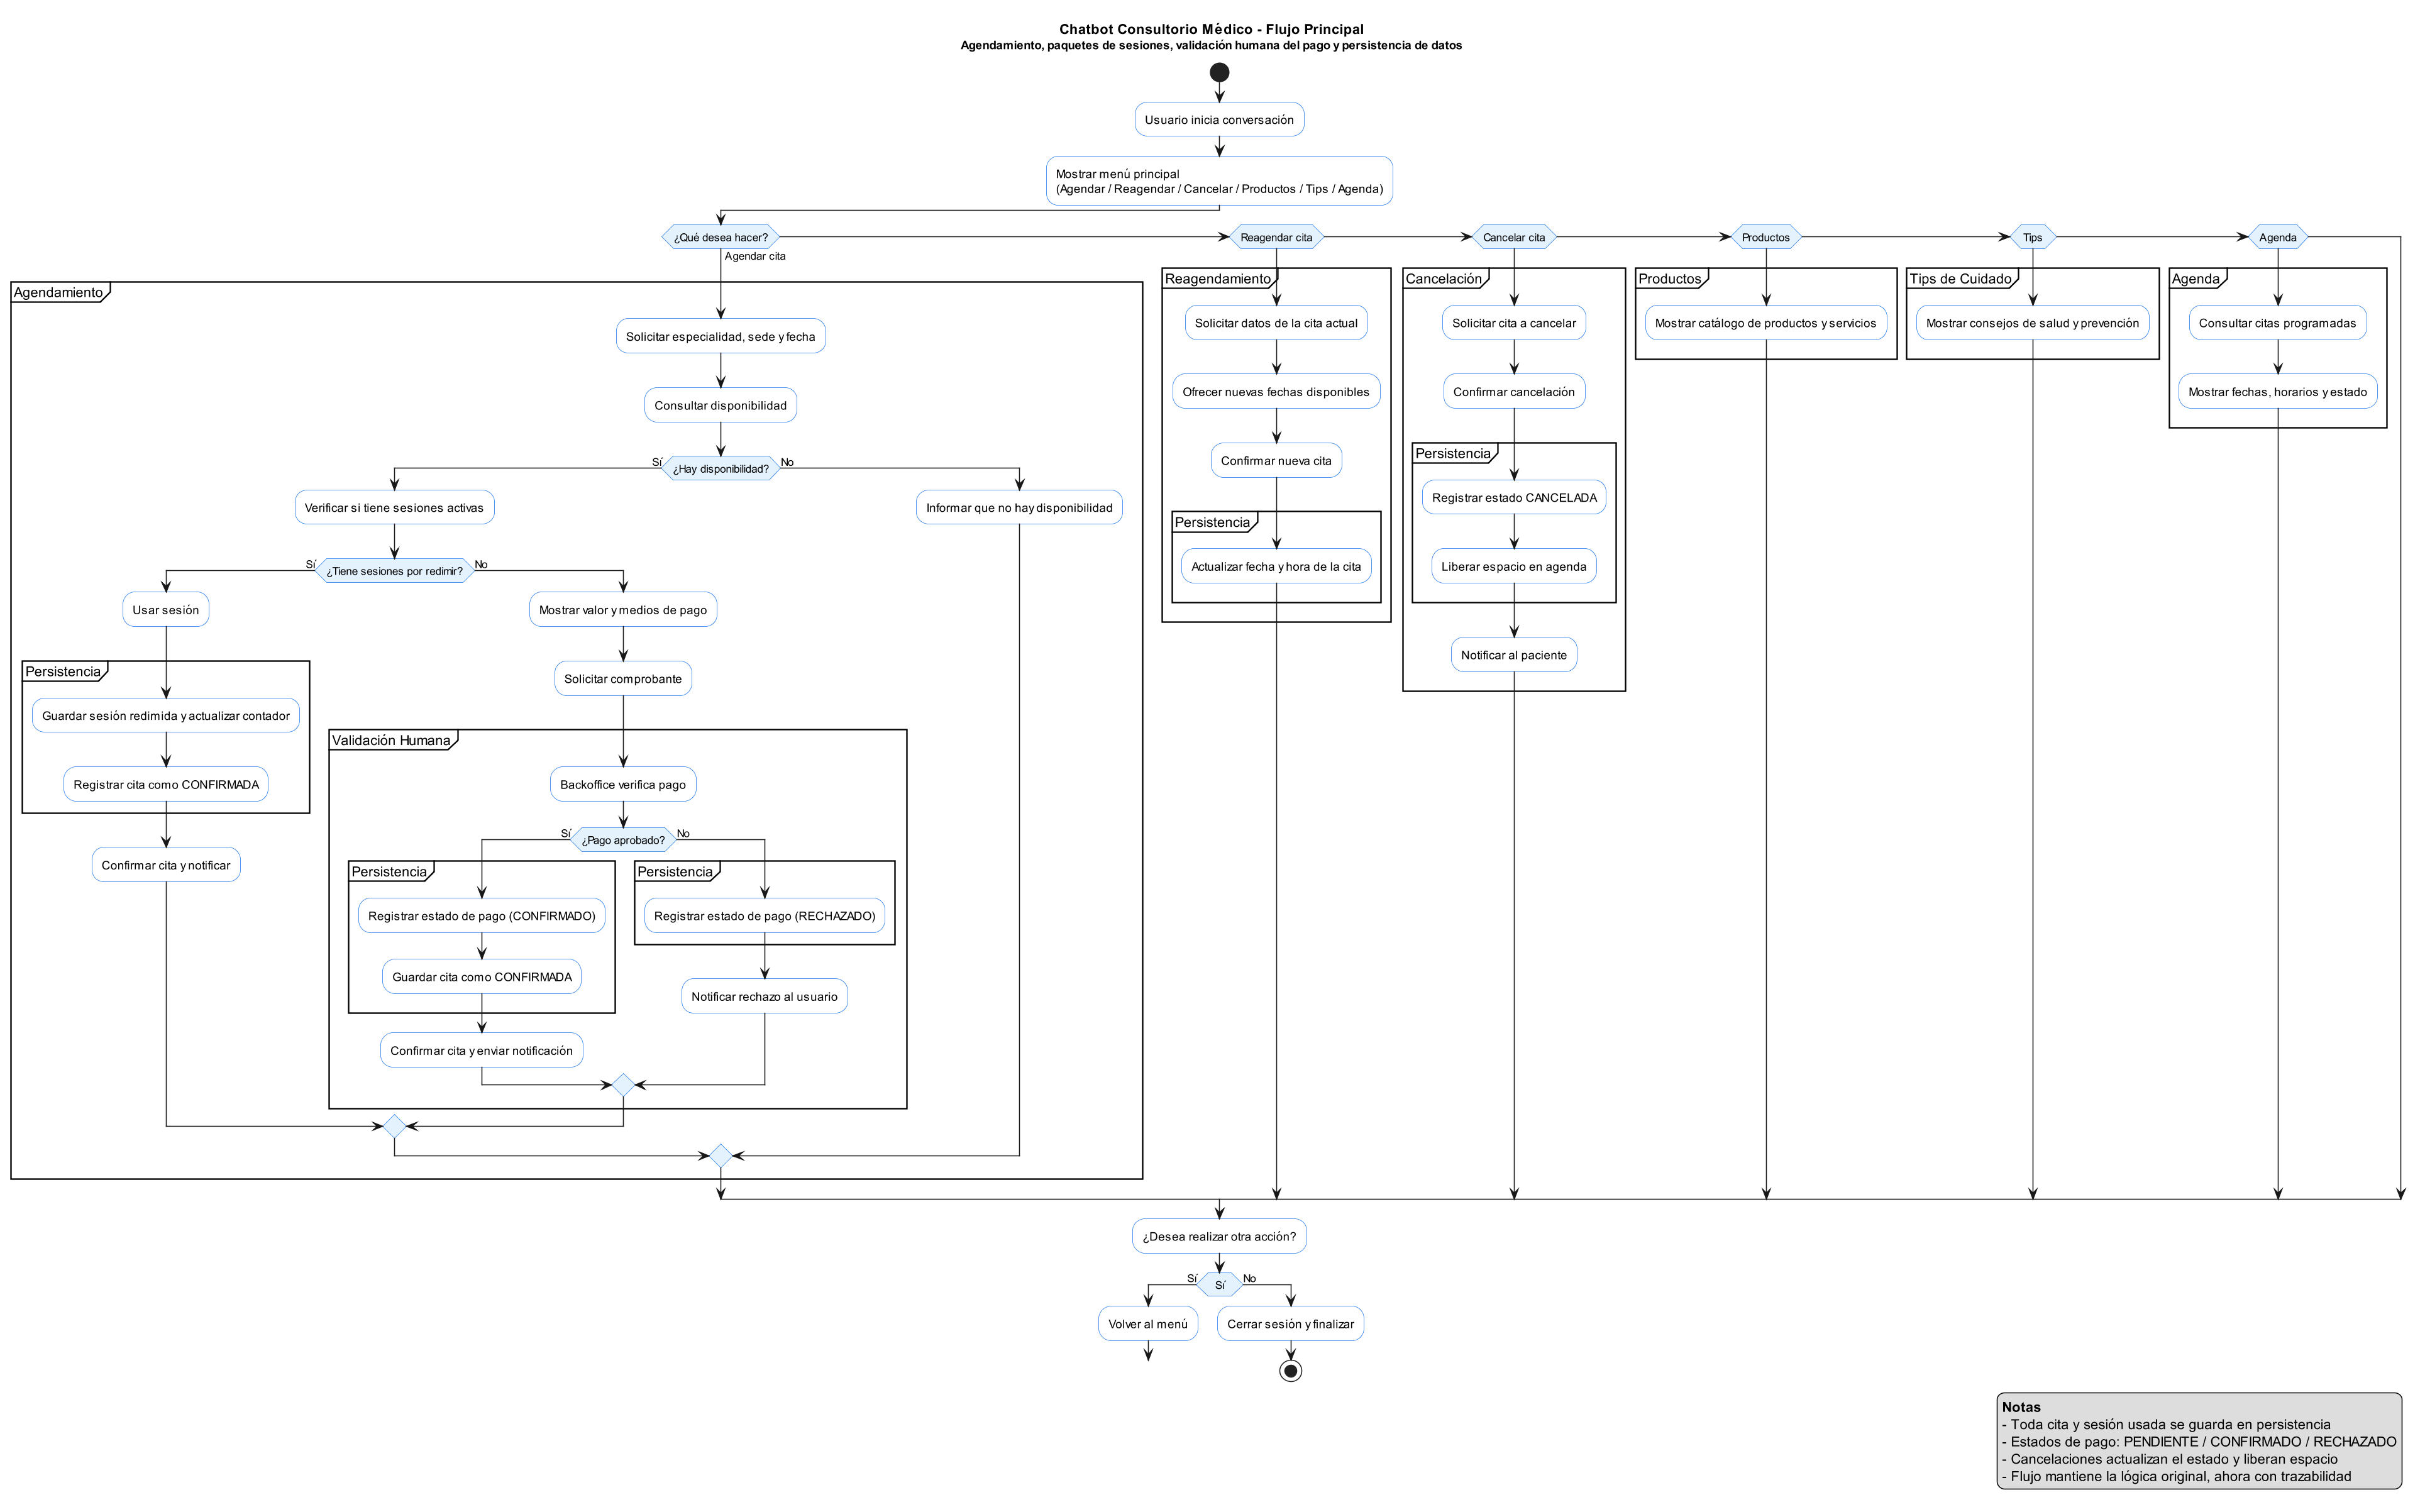 Chatbot Consultorio Médico - Flujo Principal
Agendamiento, paquetes de sesiones, validación humana del pago y persistencia de datos
Usuario inicia conversación
Mostrar menú principal
(Agendar / Reagendar / Cancelar / Productos / Tips / Agenda)
¿Qué desea hacer?
Reagendar cita
Cancelar cita
Productos
Tips
Agenda
Agendar cita
Agendamiento
Solicitar especialidad, sede y fecha
Consultar disponibilidad
¿Hay disponibilidad?
Sí
No
Verificar si tiene sesiones activas
Informar que no hay disponibilidad
¿Tiene sesiones por redimir?
Sí
No
Usar sesión
Persistencia
Guardar sesión redimida y actualizar contador
Registrar cita como CONFIRMADA
Confirmar cita y notificar
Mostrar valor y medios de pago
Solicitar comprobante
Validación Humana
Backoffice verifica pago
¿Pago aprobado?
Sí
No
Persistencia
Registrar estado de pago (CONFIRMADO)
Guardar cita como CONFIRMADA
Confirmar cita y enviar notificación
Persistencia
Registrar estado de pago (RECHAZADO)
Notificar rechazo al usuario
Reagendamiento
Solicitar datos de la cita actual
Ofrecer nuevas fechas disponibles
Confirmar nueva cita
Persistencia
Actualizar fecha y hora de la cita
Cancelación
Solicitar cita a cancelar
Confirmar cancelación
Persistencia
Registrar estado CANCELADA
Liberar espacio en agenda
Notificar al paciente
Productos
Mostrar catálogo de productos y servicios
Tips de Cuidado
Mostrar consejos de salud y prevención
Agenda
Consultar citas programadas
Mostrar fechas, horarios y estado
¿Desea realizar otra acción?
Sí
Sí
No
Volver al menú
Cerrar sesión y finalizar
Notas
- Toda cita y sesión usada se guarda en persistencia
- Estados de pago: PENDIENTE / CONFIRMADO / RECHAZADO
- Cancelaciones actualizan el estado y liberan espacio
- Flujo mantiene la lógica original, ahora con trazabilidad